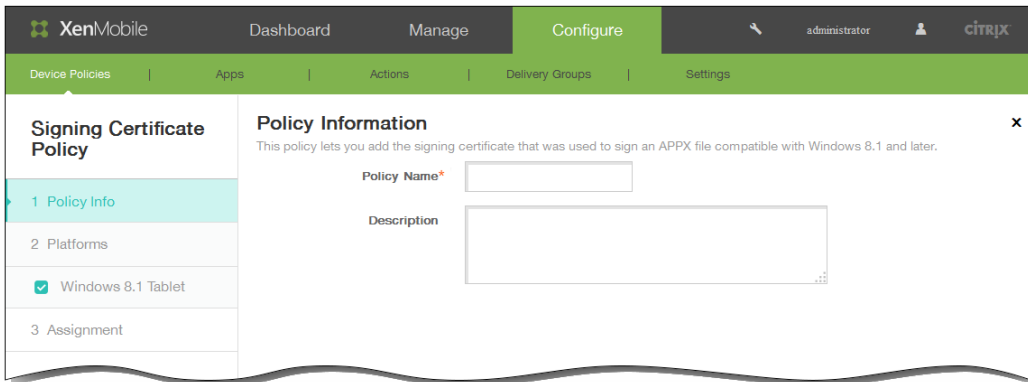 XenMobile Dashboard Manage Configure administrator CİTRIX
Device Policies | Apps | Actions | Delivery Groups | Settings
Signing Certificate Policy
1 Policy Info
2 Platforms
Windows 8.1 Tablet
3 Assignment
Policy Information x
This policy lets you add the signing certificate that was used to sign an APPX file compatible with Windows 8.1 and later.
Policy Name*
Description